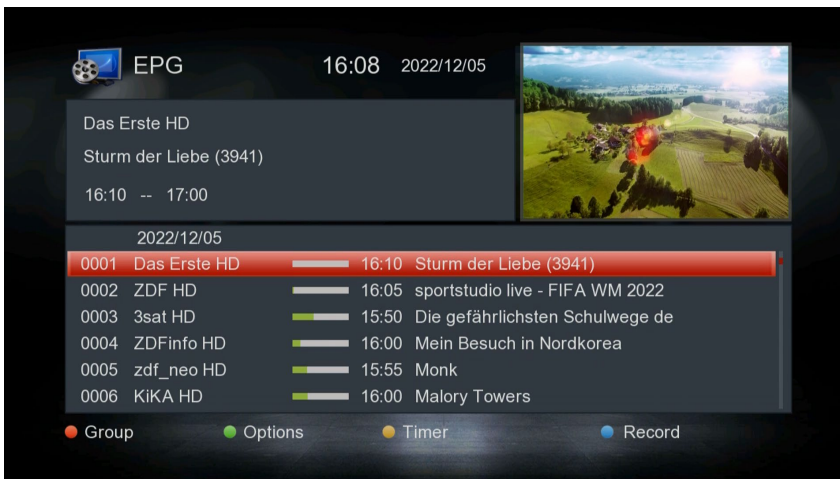 EPG 16:08 2022/12/05
Das Erste HD
Sturm der Liebe (3941)
16:10 -- 17:00
2022/12/05
0001 Das Erste HD 16:10 Sturm der Liebe (3941)
0002 ZDF HD 16:05 sportstudio live - FIFA WM 2022
0003 3sat HD 15:50 Die gefährlichsten Schulwege de
0004 ZDFinfo HD 16:00 Mein Besuch in Nordkorea
0005 zdf_neo HD 15:55 Monk
0006 KiKA HD 16:00 Malory Towers
Group Options Timer Record